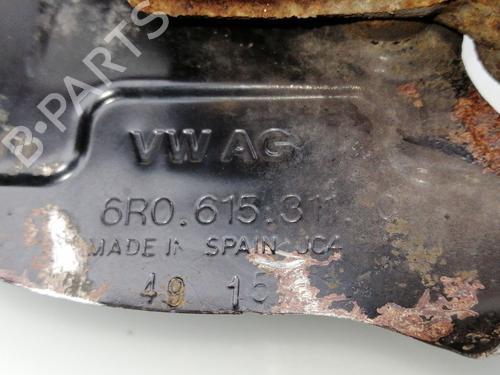 B-PARTS
VW AG
6R0.615.311.
MADE IN SPAIN JC4
49 15